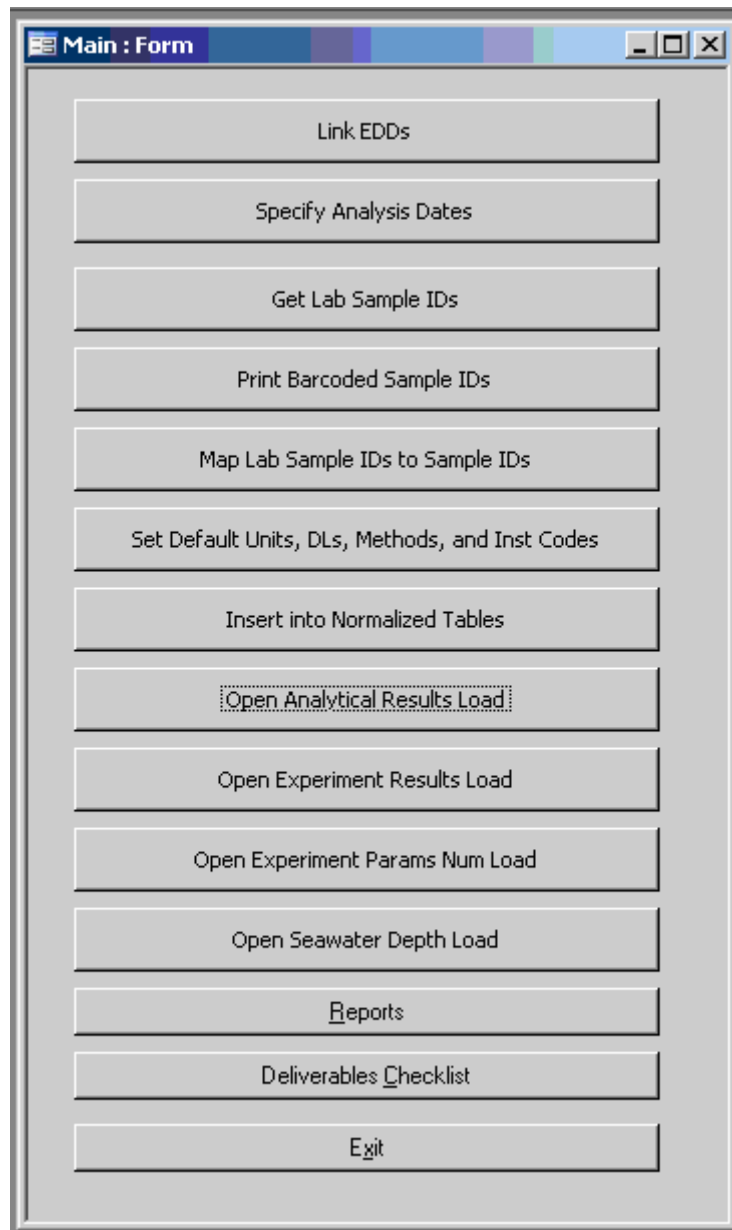 Main : Form
Link EDDs
Specify Analysis Dates
Get Lab Sample IDs
Print Barcoded Sample IDs
Map Lab Sample IDs to Sample IDs
Set Default Units, DLs, Methods, and Inst Codes
Insert into Normalized Tables
Open Analytical Results Load
Open Experiment Results Load
Open Experiment Params Num Load
Open Seawater Depth Load
Reports
Deliverables Checklist
Exit